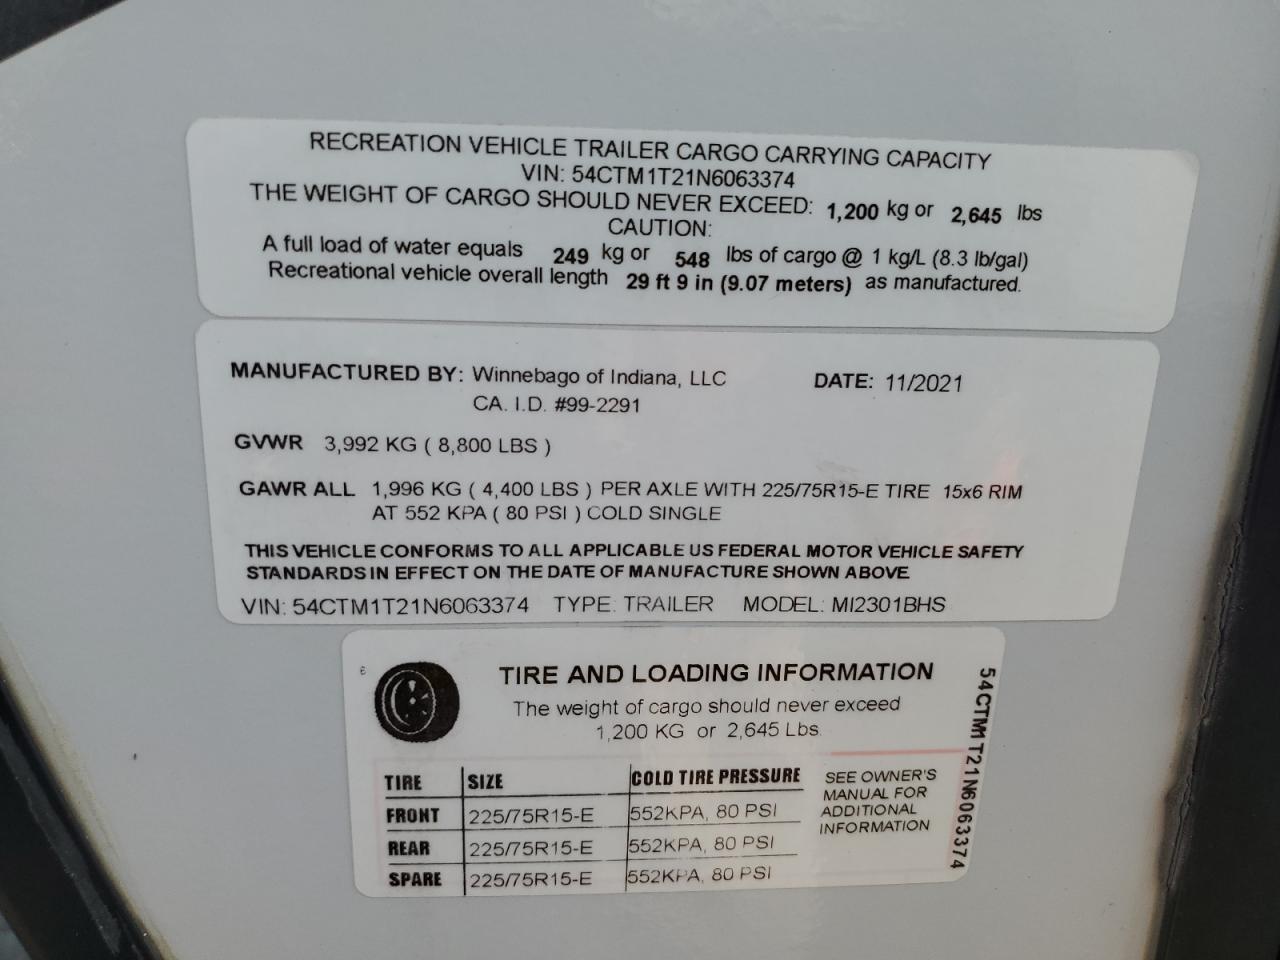 RECREATION VEHICLE TRAILER CARGO CARRYING CAPACITY
VIN: 54CTM1T21N6063374
THE WEIGHT OF CARGO SHOULD NEVER EXCEED: 1,200 kg or 2,645 lbs
CAUTION:
A full load of water equals 249 kg or 548 lbs of cargo @ 1 kg/L (8.3 lb/gal)
Recreational vehicle overall length 29 ft 9 in (9.07 meters) as manufactured.
MANUFACTURED BY: Winnebago of Indiana, LLC DATE: 11/2021
CA. I.D. #99-2291
GVWR 3,992 KG ( 8,800 LBS )
GAWR ALL 1,996 KG ( 4,400 LBS ) PER AXLE WITH 225/75R15-E TIRE 15x6 RIM
AT 552 KPA ( 80 PSI ) COLD SINGLE
THIS VEHICLE CONFORMS TO ALL APPLICABLE US FEDERAL MOTOR VEHICLE SAFETY
STANDARDS IN EFFECT ON THE DATE OF MANUFACTURE SHOWN ABOVE
VIN: 54CTM1T21N6063374 TYPE: TRAILER MODEL: MI2301BHS
TIRE AND LOADING INFORMATION
The weight of cargo should never exceed
1,200 KG or 2,645 Lbs.
TIRE SIZE COLD TIRE PRESSURE
FRONT 225/75R15-E 552KPA, 80 PSI
REAR 225/75R15-E 552KPA, 80 PSI
SPARE 225/75R15-E 552KPA, 80 PSI
SEE OWNER'S
MANUAL FOR
ADDITIONAL
INFORMATION
54CTM1T21N6063374